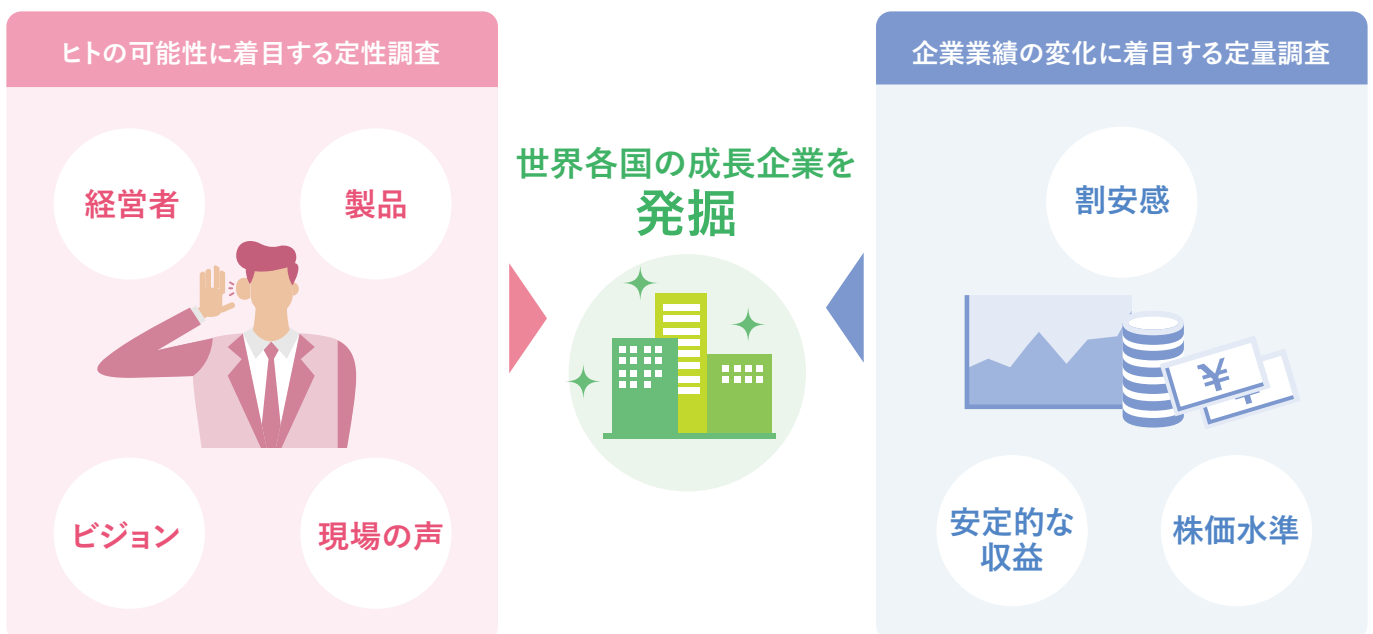 ヒトの可能性に着目する定性調査
経営者
製品
ビジョン
現場の声
世界各国の成長企業を
発掘
企業業績の変化に着目する定量調査
割安感
¥
¥
安定的な
収益
株価水準